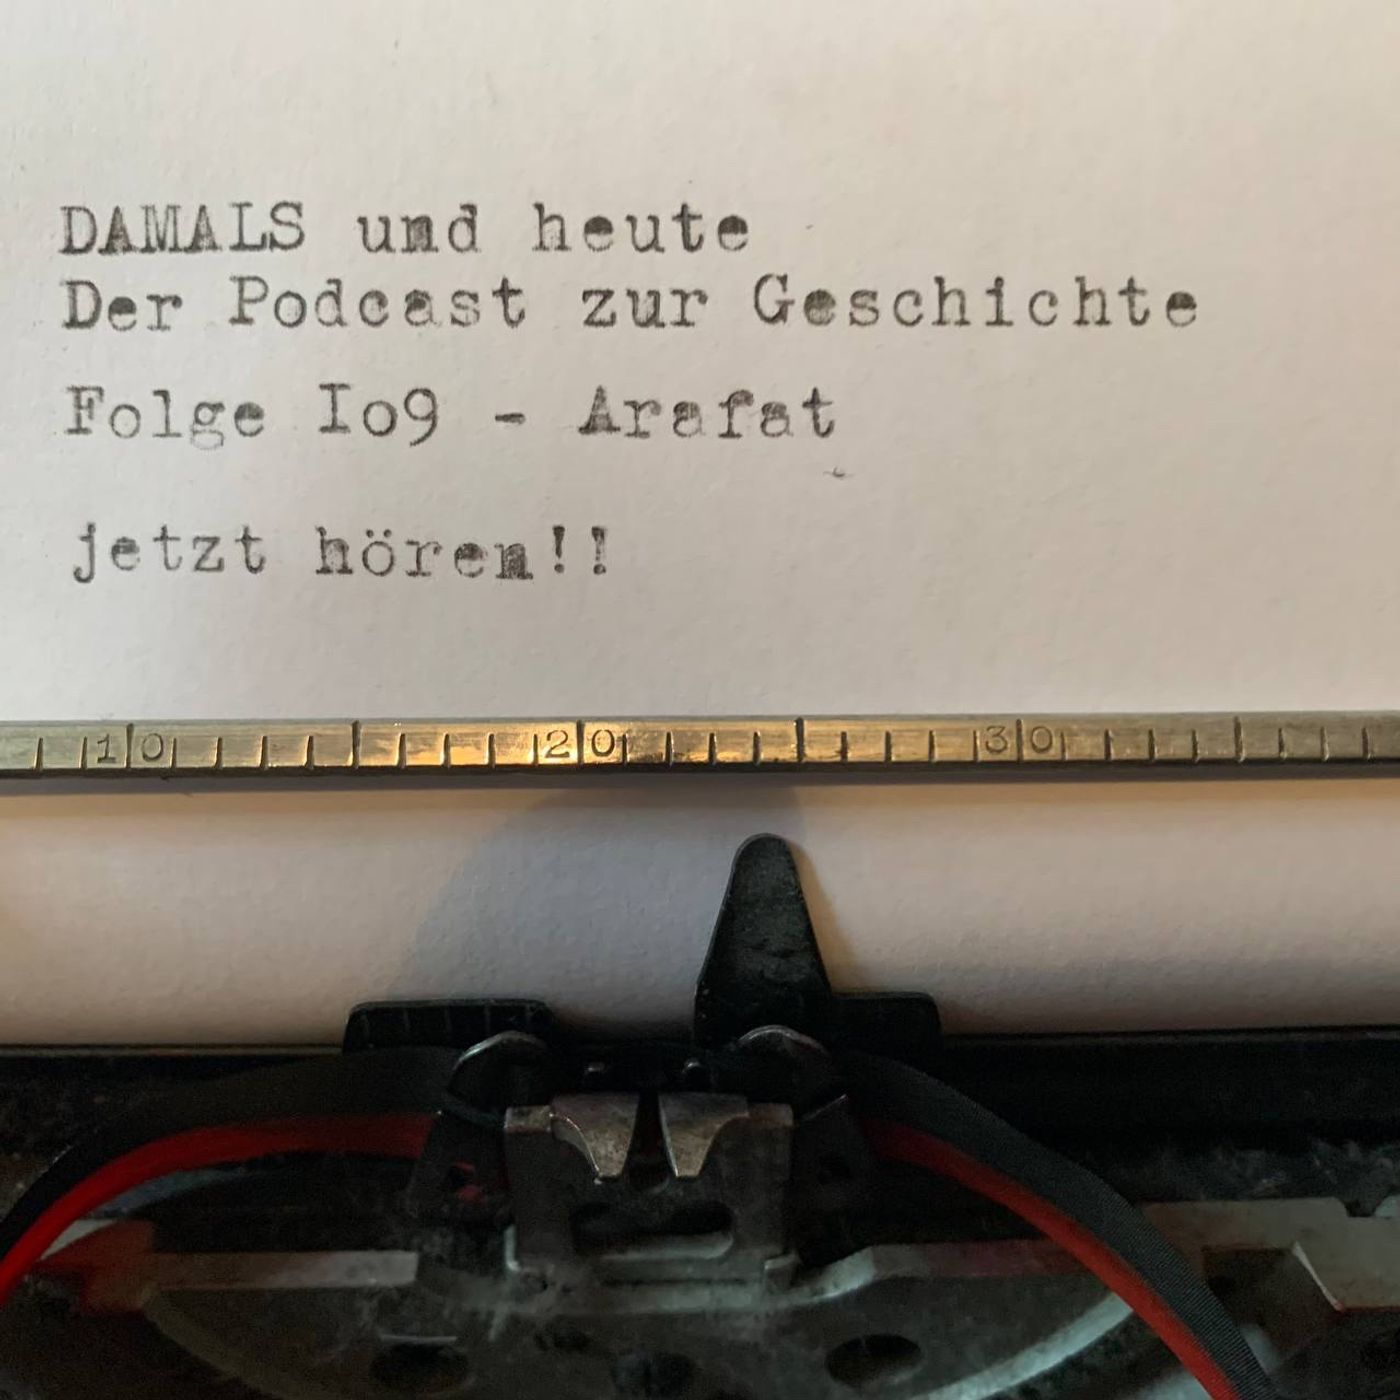 DAMALS und heute
Der Podcast zur Geschichte
Folge Io9 - Arafat
jetzt hören!!
10 20 30